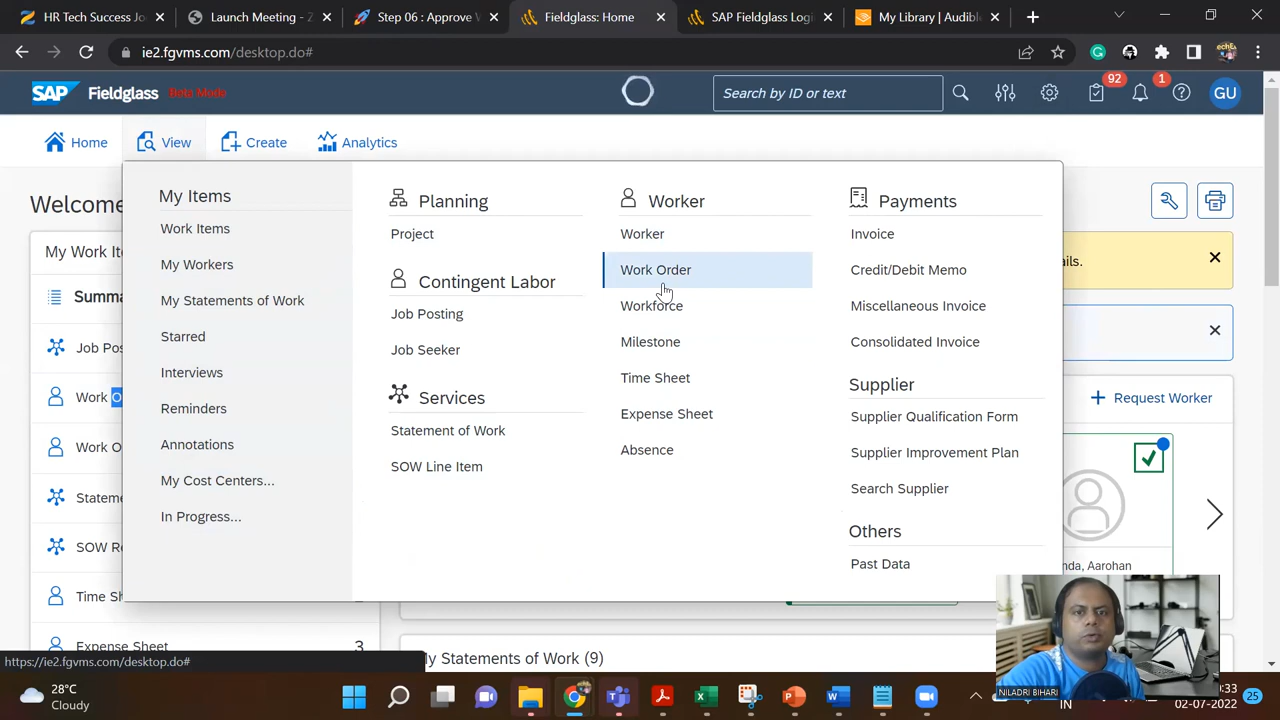 HR Tech Success Jo
Launch Meeting - Z
Step 06 : Approve W
Fieldglass: Home
SAP Fieldglass Logi
My Library | Audibl
ie2.fgvms.com/desktop.do#
SAP Fieldglass Beta Mode
Search by ID or text
92
1
GU
Home
View
Create
Analytics
Welcome
My Work It
Summa
Job Pos
Work O
Work O
Statem
SOW Re
Time Sh
Expense Sheet
3
My Items
Work Items
My Workers
My Statements of Work
Starred
Interviews
Reminders
Annotations
My Cost Centers...
In Progress...
Planning
Project
Contingent Labor
Job Posting
Job Seeker
Services
Statement of Work
SOW Line Item
Worker
Worker
Work Order
Workforce
Milestone
Time Sheet
Expense Sheet
Absence
Payments
Invoice
Credit/Debit Memo
Miscellaneous Invoice
Consolidated Invoice
Supplier
Supplier Qualification Form
Supplier Improvement Plan
Search Supplier
Others
Past Data
ails.
Request Worker
nda, Aarohan
My Statements of Work (9)
https://ie2.fgvms.com/desktop.do#
NILADRI BIHARI
28°C
Cloudy
IN
:33
02-07-2022
25